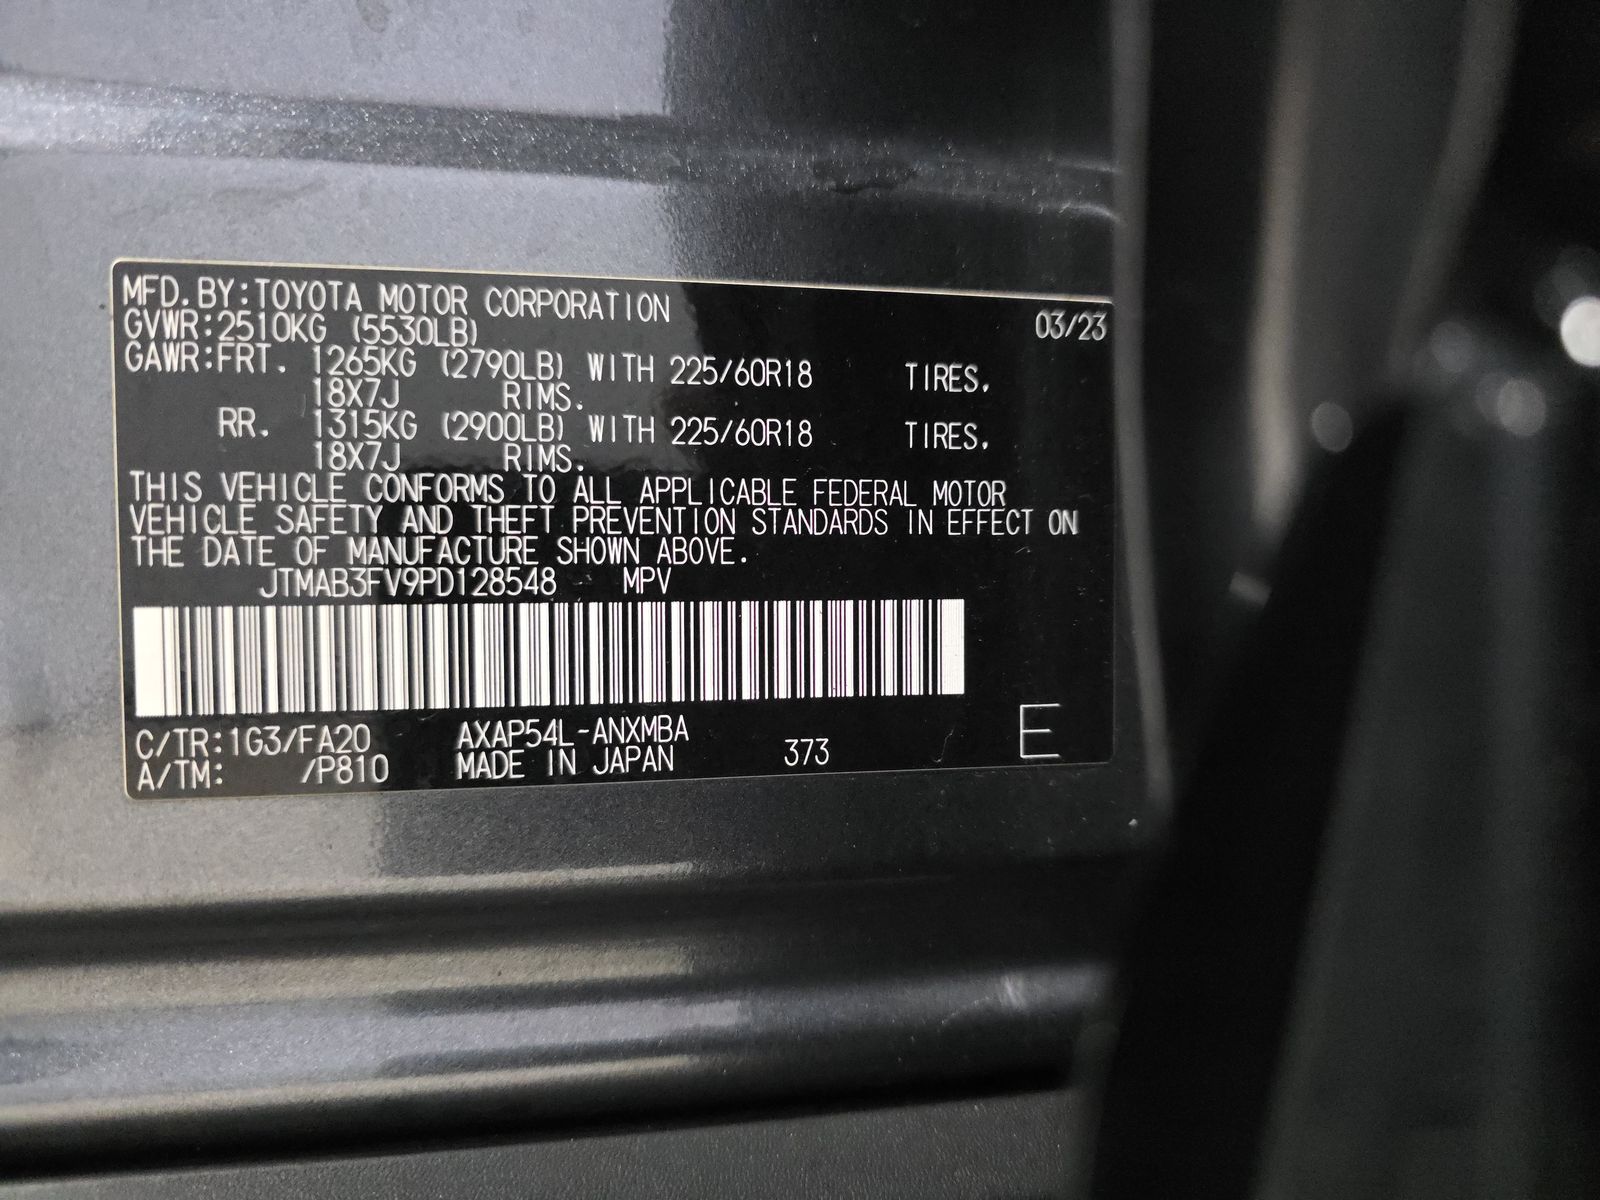 MFD.BY:TOYOTA MOTOR CORPORATION 03/23
GVWR:2510KG (5530LB)
GAWR:FRT. 1265KG (2790LB) WITH 225/60R18 TIRES,
18X7J RIMS.
RR. 1315KG (2900LB) WITH 225/60R18 TIRES,
18X7J RIMS.
THIS VEHICLE CONFORMS TO ALL APPLICABLE FEDERAL MOTOR
VEHICLE SAFETY AND THEFT PREVENTION STANDARDS IN EFFECT ON
THE DATE OF MANUFACTURE SHOWN ABOVE.
JTMAB3FV9PD128548 MPV
C/TR:1G3/FA20 AXAP54L-ANXMBA
A/TM: /P810 MADE IN JAPAN 373 E